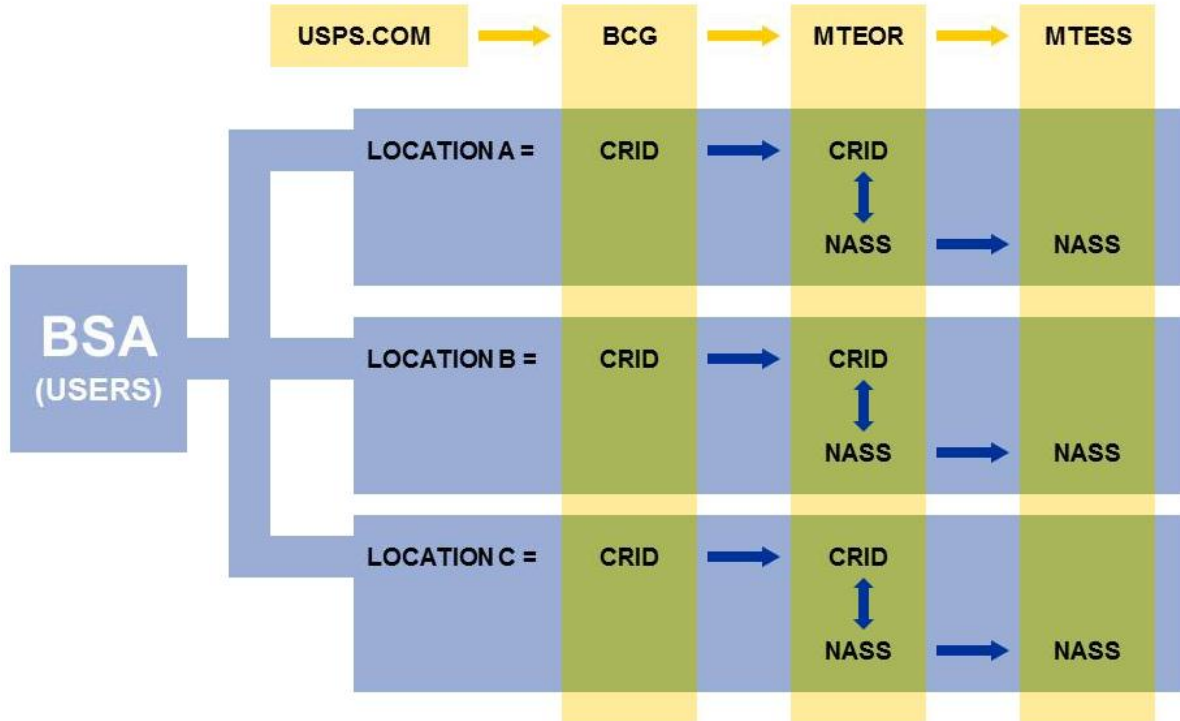 USPS.COM BCG MTEOR MTESS
LOCATION A = CRID CRID
NASS NASS
BSA
(USERS)
LOCATION B = CRID CRID
NASS NASS
LOCATION C = CRID CRID
NASS NASS